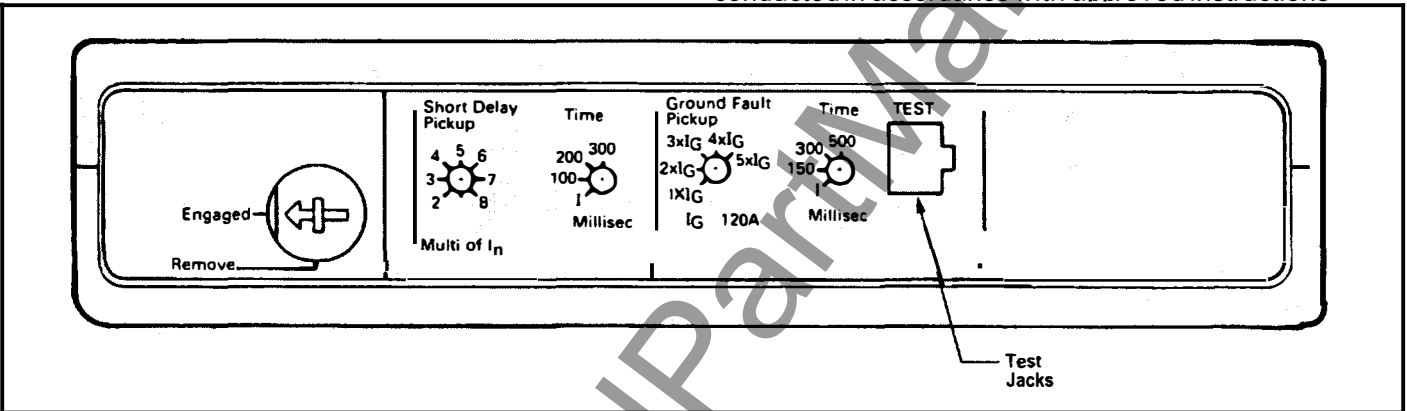 Engaged
Remove
Short Delay
Pickup
4 5 6
3 7
2 8
Multi of In
Time
200 300
100
I
Millisec
Ground Fault
Pickup
3xIG 4xIG
2xIG 5xIG
1XIG
IG 120A
Time
300 500
150
I
Millisec
TEST
Test
Jacks